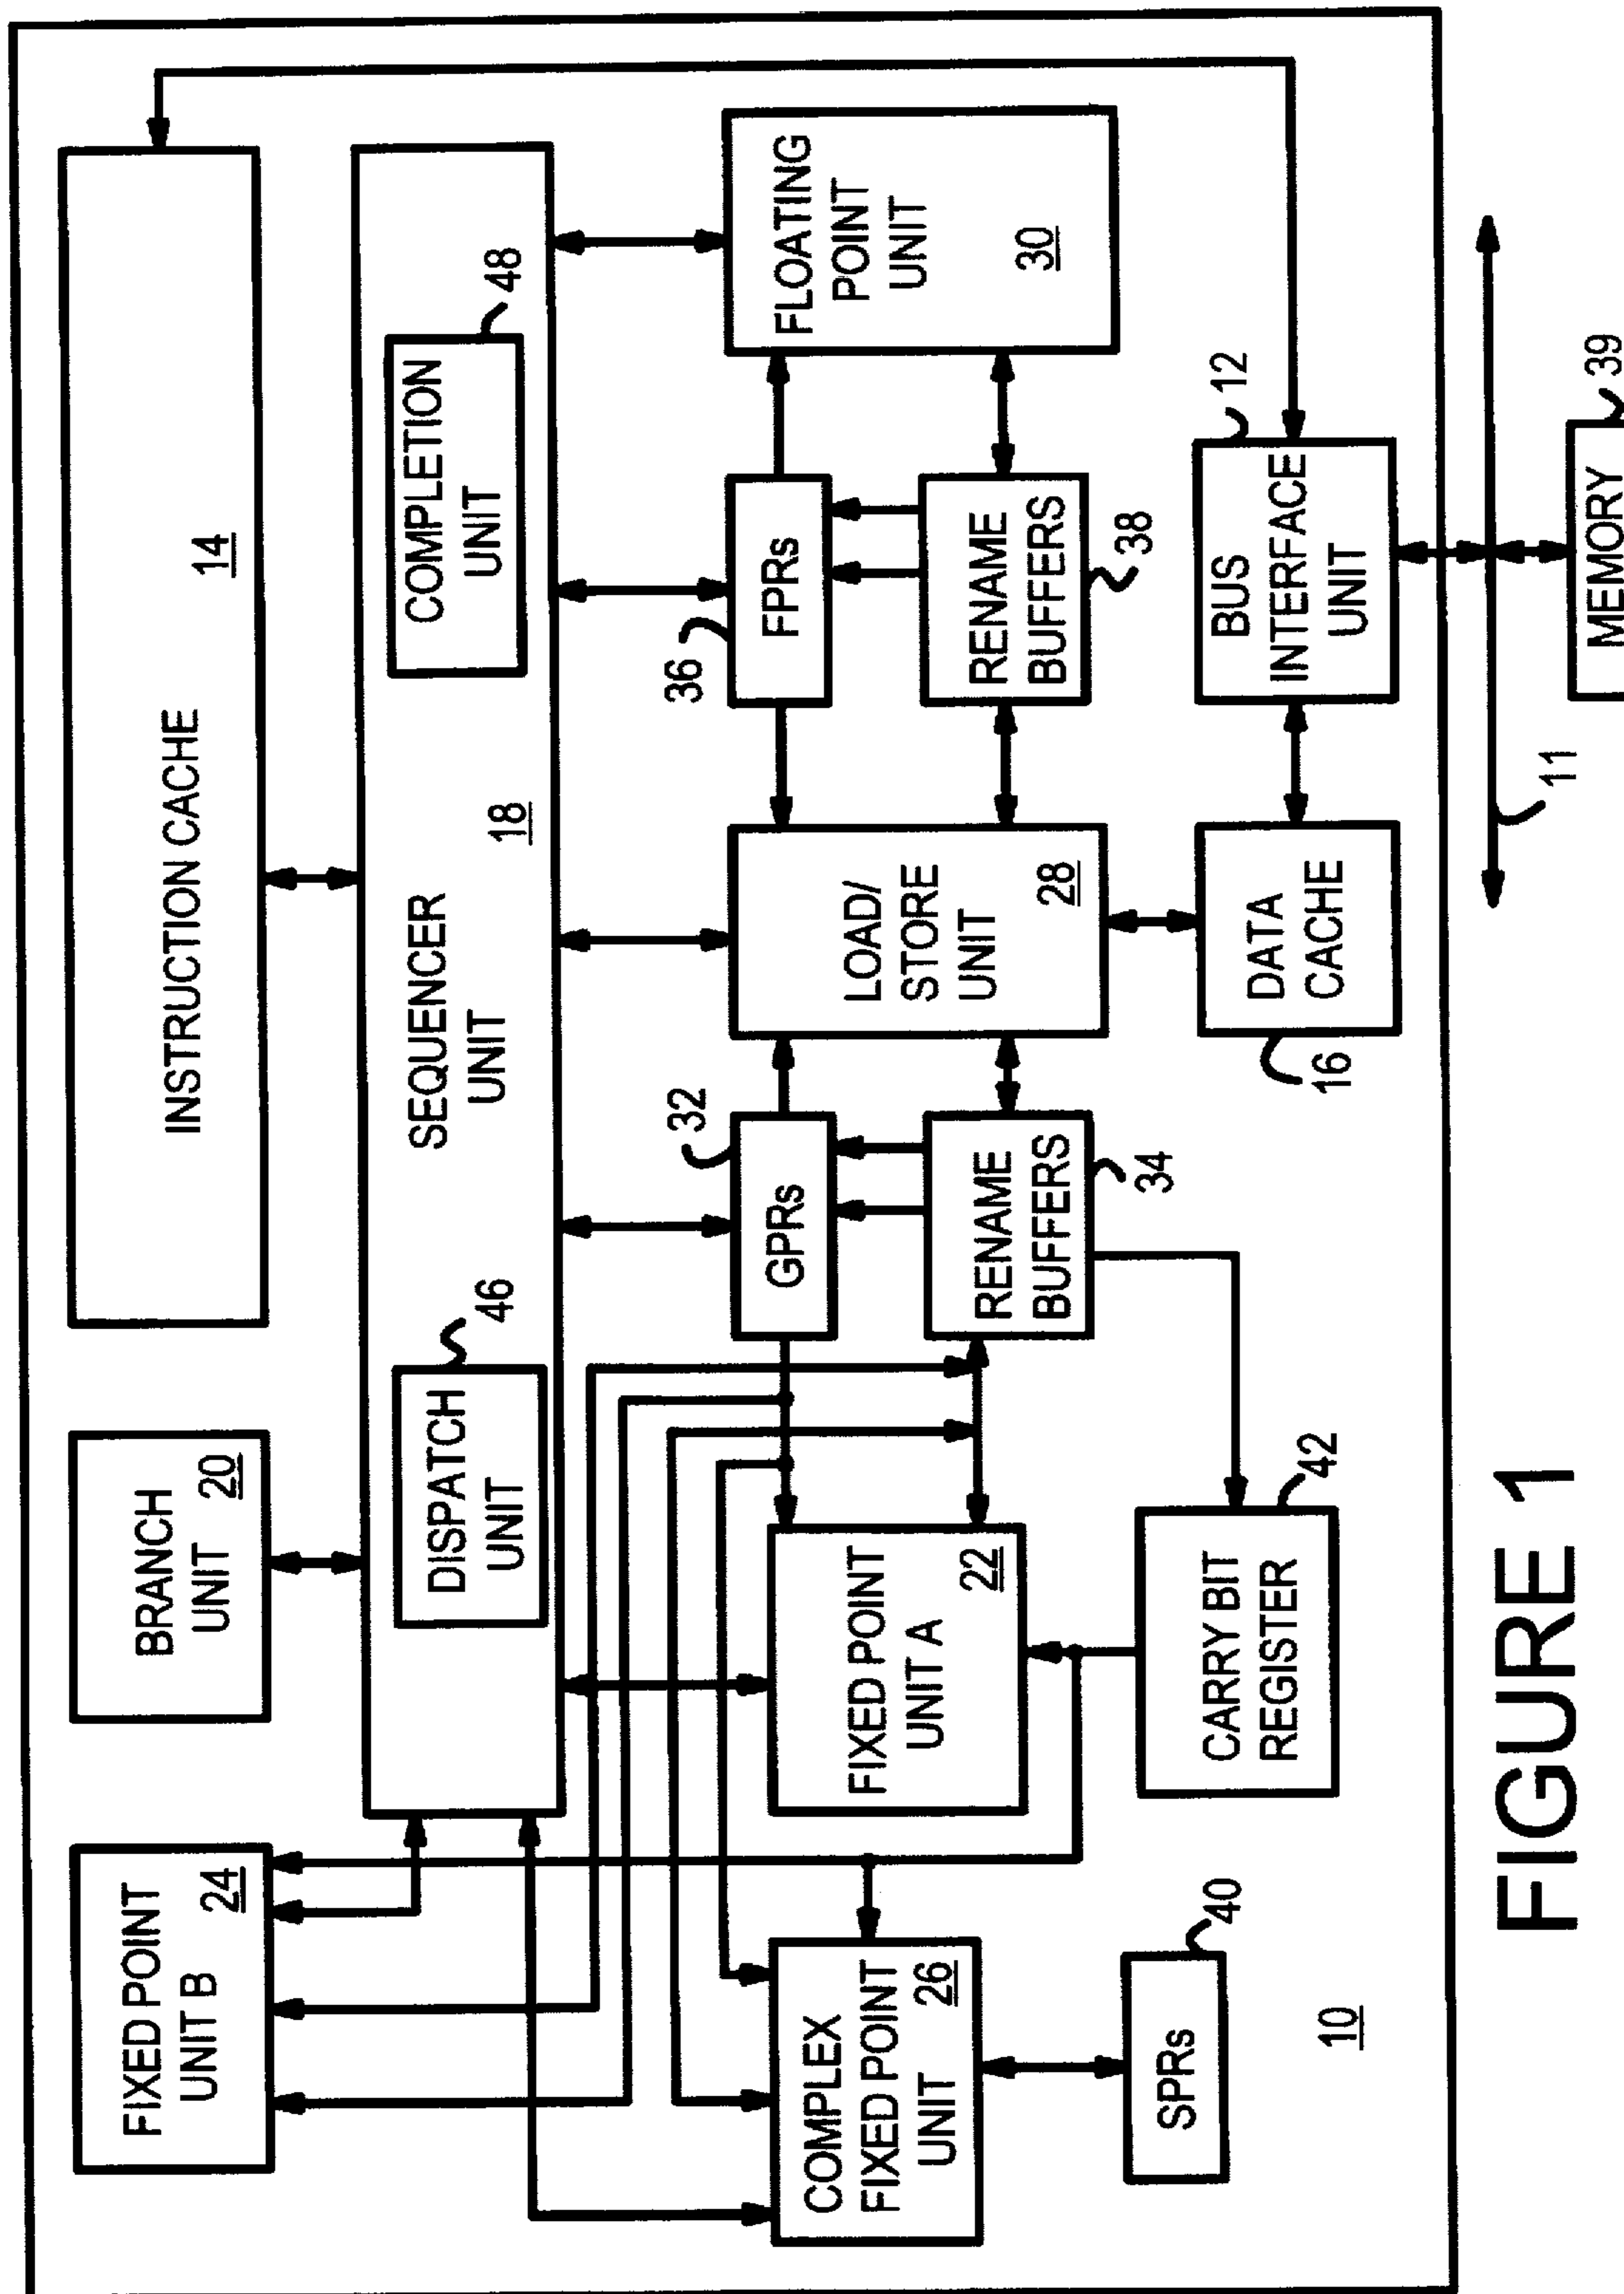 INSTRUCTION CACHE
14
BRANCH
UNIT
20
FIXED POINT
UNIT B
24
SEQUENCER
UNIT
18
COMPLETION
UNIT
48
DISPATCH
UNIT
46
FLOATING
POINT
UNIT
30
FPRs
36
RENAME
BUFFERS
38
LOAD/
STORE
UNIT
28
GPRs
32
RENAME
BUFFERS
34
FIXED POINT
UNIT A
22
COMPLEX
FIXED POINT
UNIT
26
BUS
INTERFACE
UNIT
12
DATA
CACHE
16
CARRY BIT
REGISTER
42
SPRs
40
10
11
MEMORY
39
FIGURE 1